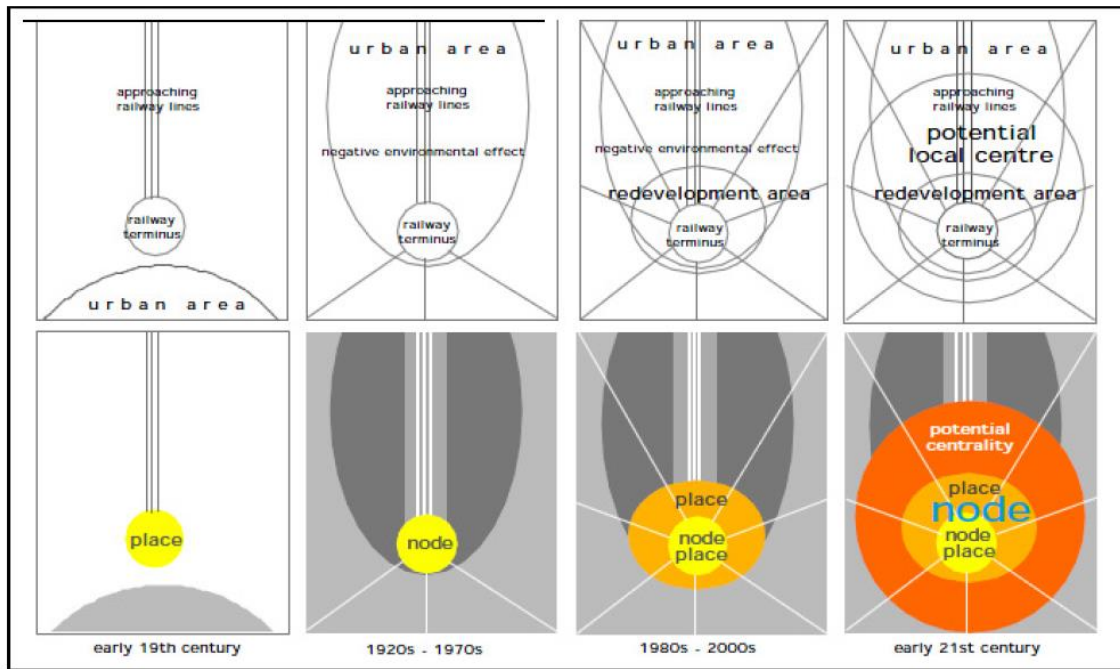 approaching
railway lines
railway
terminus
urban area
urban area
approaching
railway lines
negative environmental effect
railway
terminus
urban area
approaching
railway lines
negative environmental effect
redevelopment area
railway
terminus
urban area
approaching
railway lines
potential
local centre
redevelopment area
railway
terminus
place
early 19th century
node
1920s - 1970s
place
node
place
1980s - 2000s
potential
centrality
place
node
node
place
early 21st century